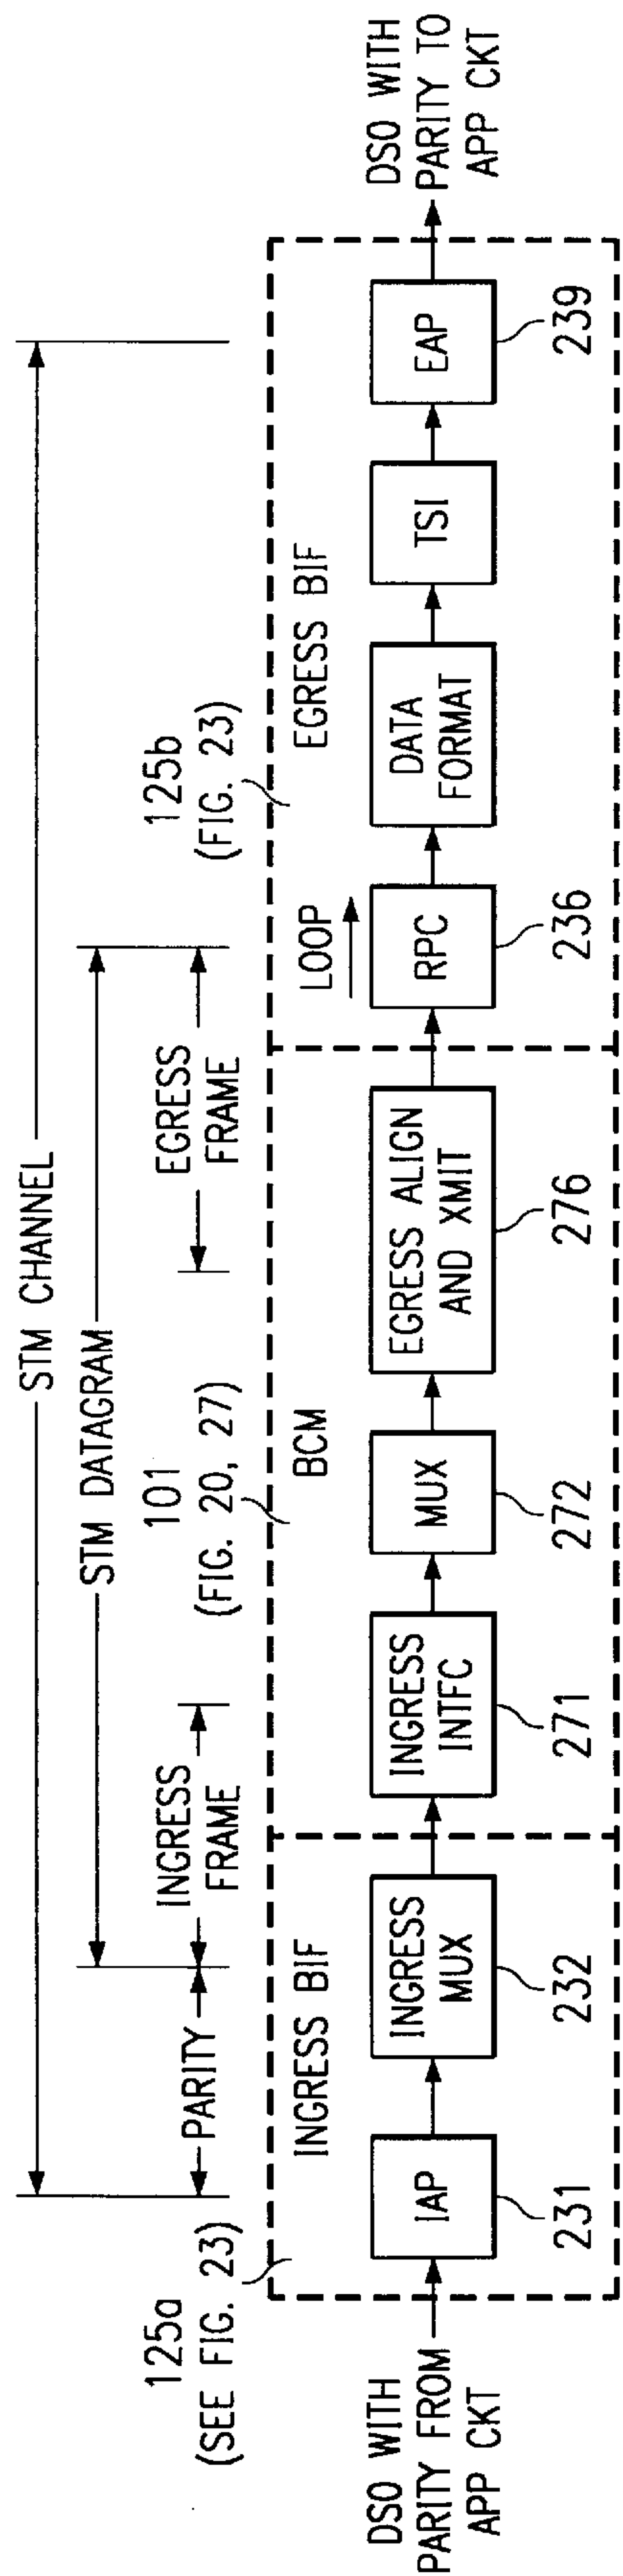 STM CHANNEL
STM DATAGRAM
PARITY
INGRESS
FRAME
EGRESS
FRAME
125a
(SEE FIG. 23)
101
(FIG. 20, 27)
125b
(FIG. 23)
INGRESS BIF
BCM
LOOP
EGRESS BIF
DSO WITH
PARITY FROM
APP CKT
IAP
INGRESS
MUX
INGRESS
INTFC
MUX
EGRESS ALIGN
AND XMIT
RPC
DATA
FORMAT
TSI
EAP
DSO WITH
PARITY TO
APP CKT
231
232
271
272
276
236
239